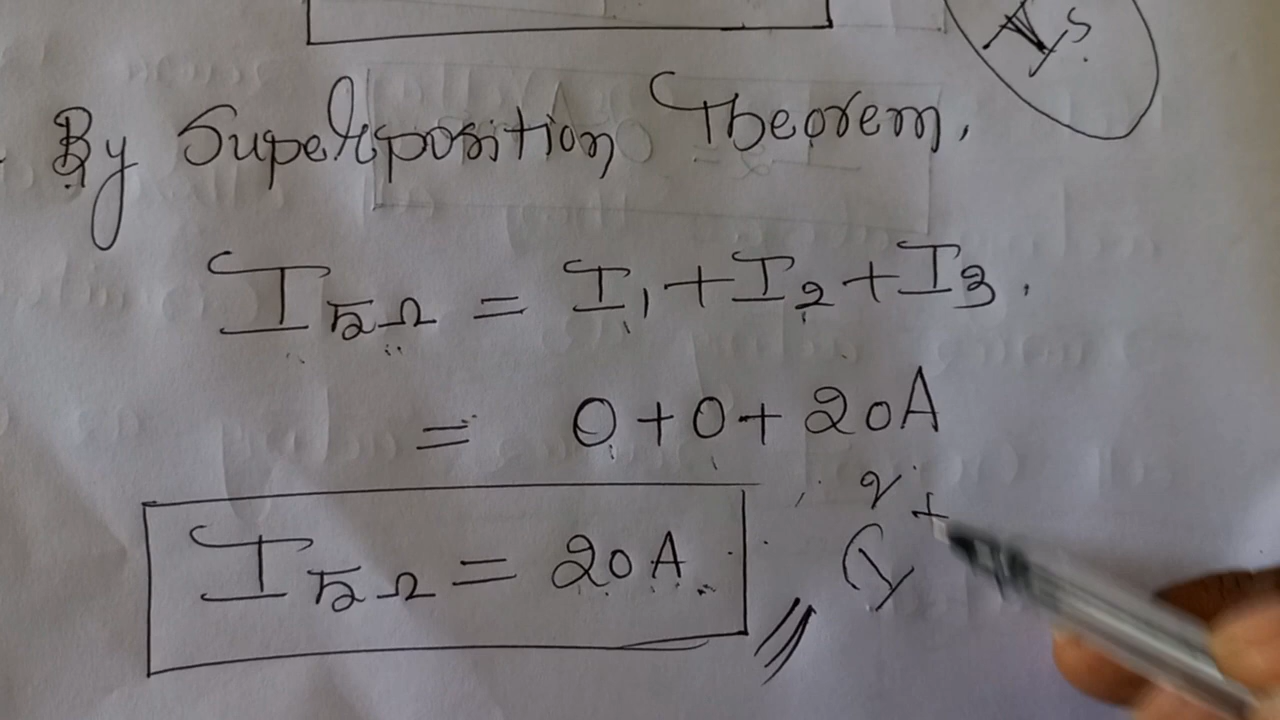 By Superposition Theorem,
I5Ω = I1 + I2 + I3.
= 0 + 0 + 20A
I5Ω = 20A.